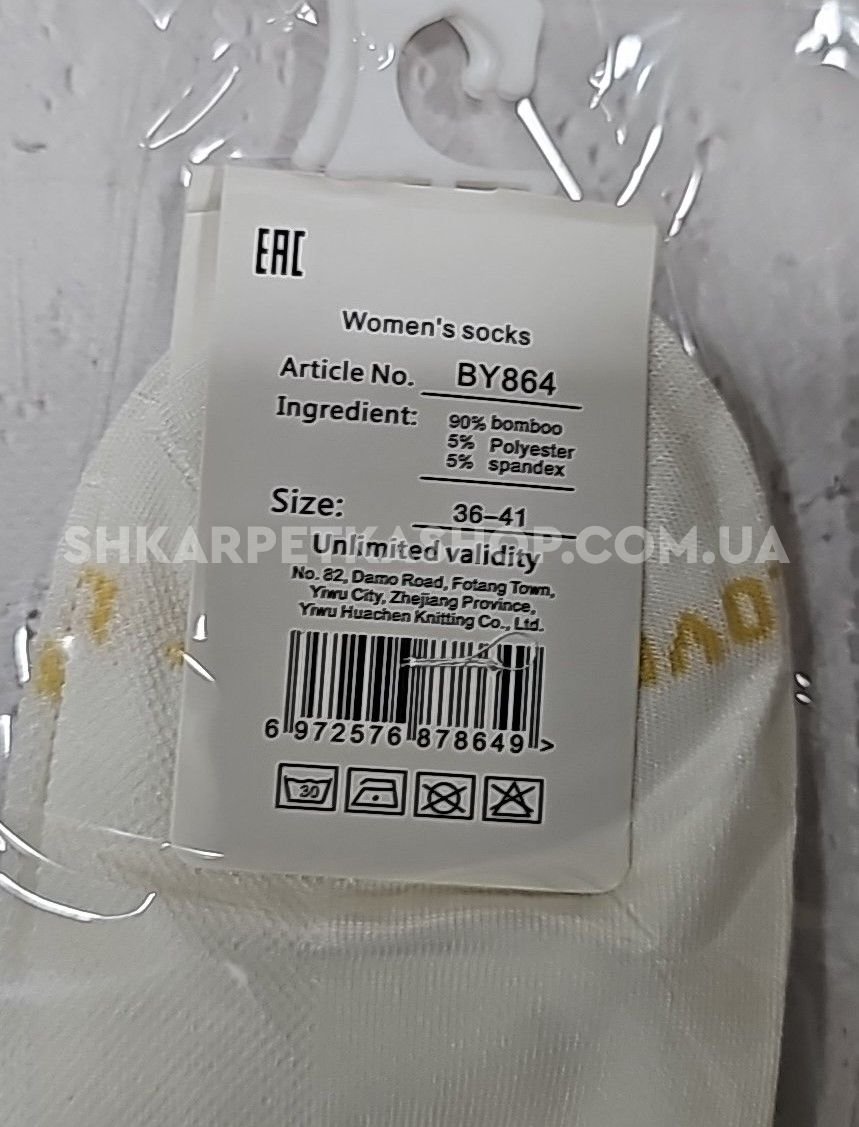 EAC
Women's socks
Article No. BY864
Ingredient: 90% bomboo
5% Polyester
5% spandex
Size: 36–41
SHKARPETKASHOP.COM.UA
Unlimited validity
No. 82, Damo Road, Fotang Town,
Yiwu City, Zhejiang Province,
Yiwu Huachen Knitting Co., Ltd.
6 972576 878649 >
30